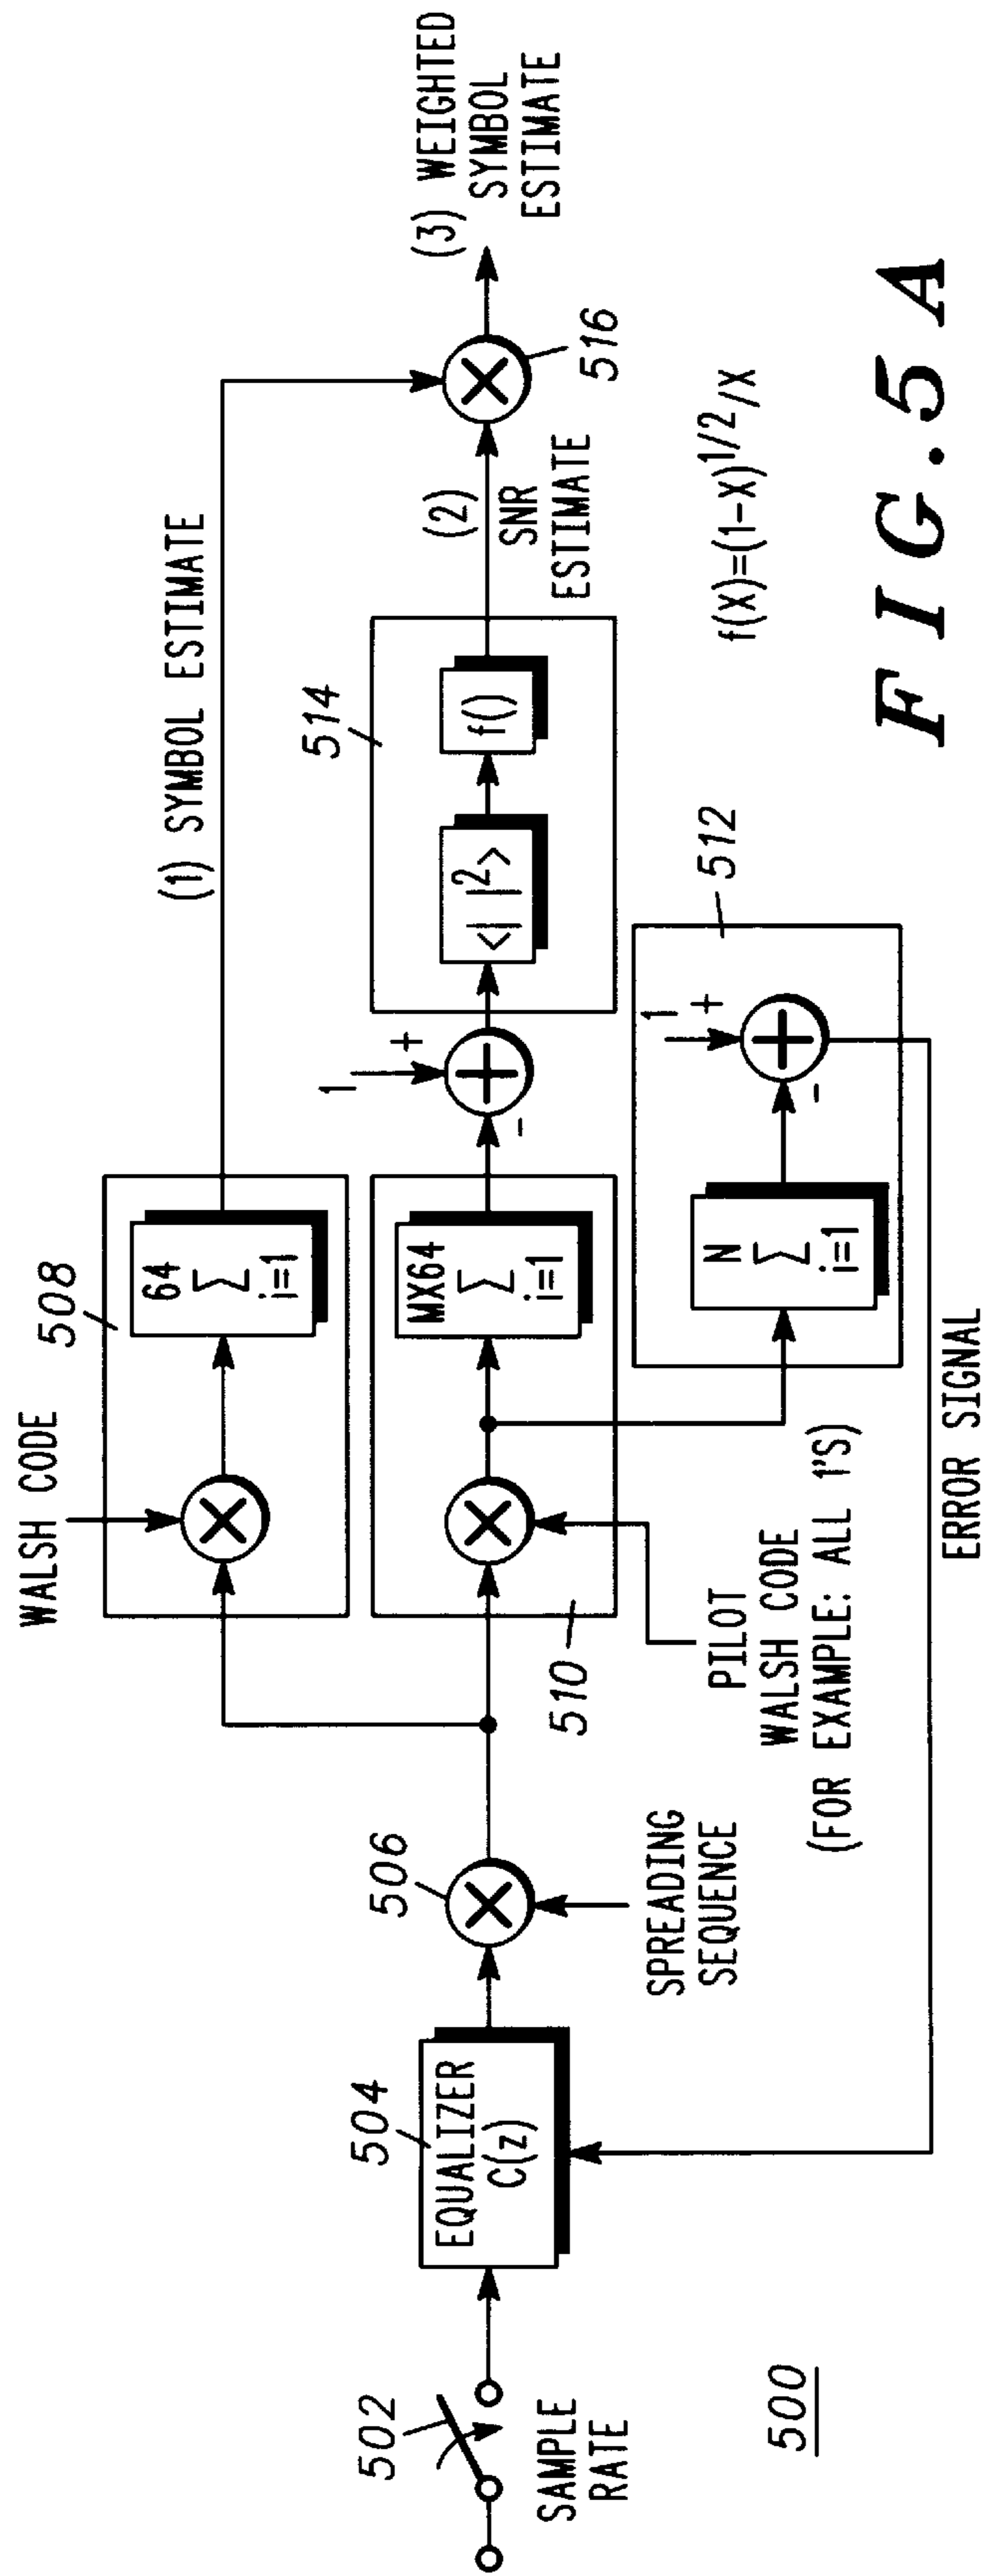 500
502
SAMPLE
RATE
504
EQUALIZER
C(z)
506
SPREADING
SEQUENCE
WALSH CODE
508
64
Σ
i=1
(1) SYMBOL ESTIMATE
510
PILOT
WALSH CODE
(FOR EXAMPLE: ALL 1'S)
MX64
Σ
i=1
1
+
-
514
<| |²>
f()
(2)
SNR
ESTIMATE
516
(3) WEIGHTED
SYMBOL
ESTIMATE
512
N
Σ
i=1
1
+
-
ERROR SIGNAL
f(X)=(1-X)^1/2/X
FIG.5A